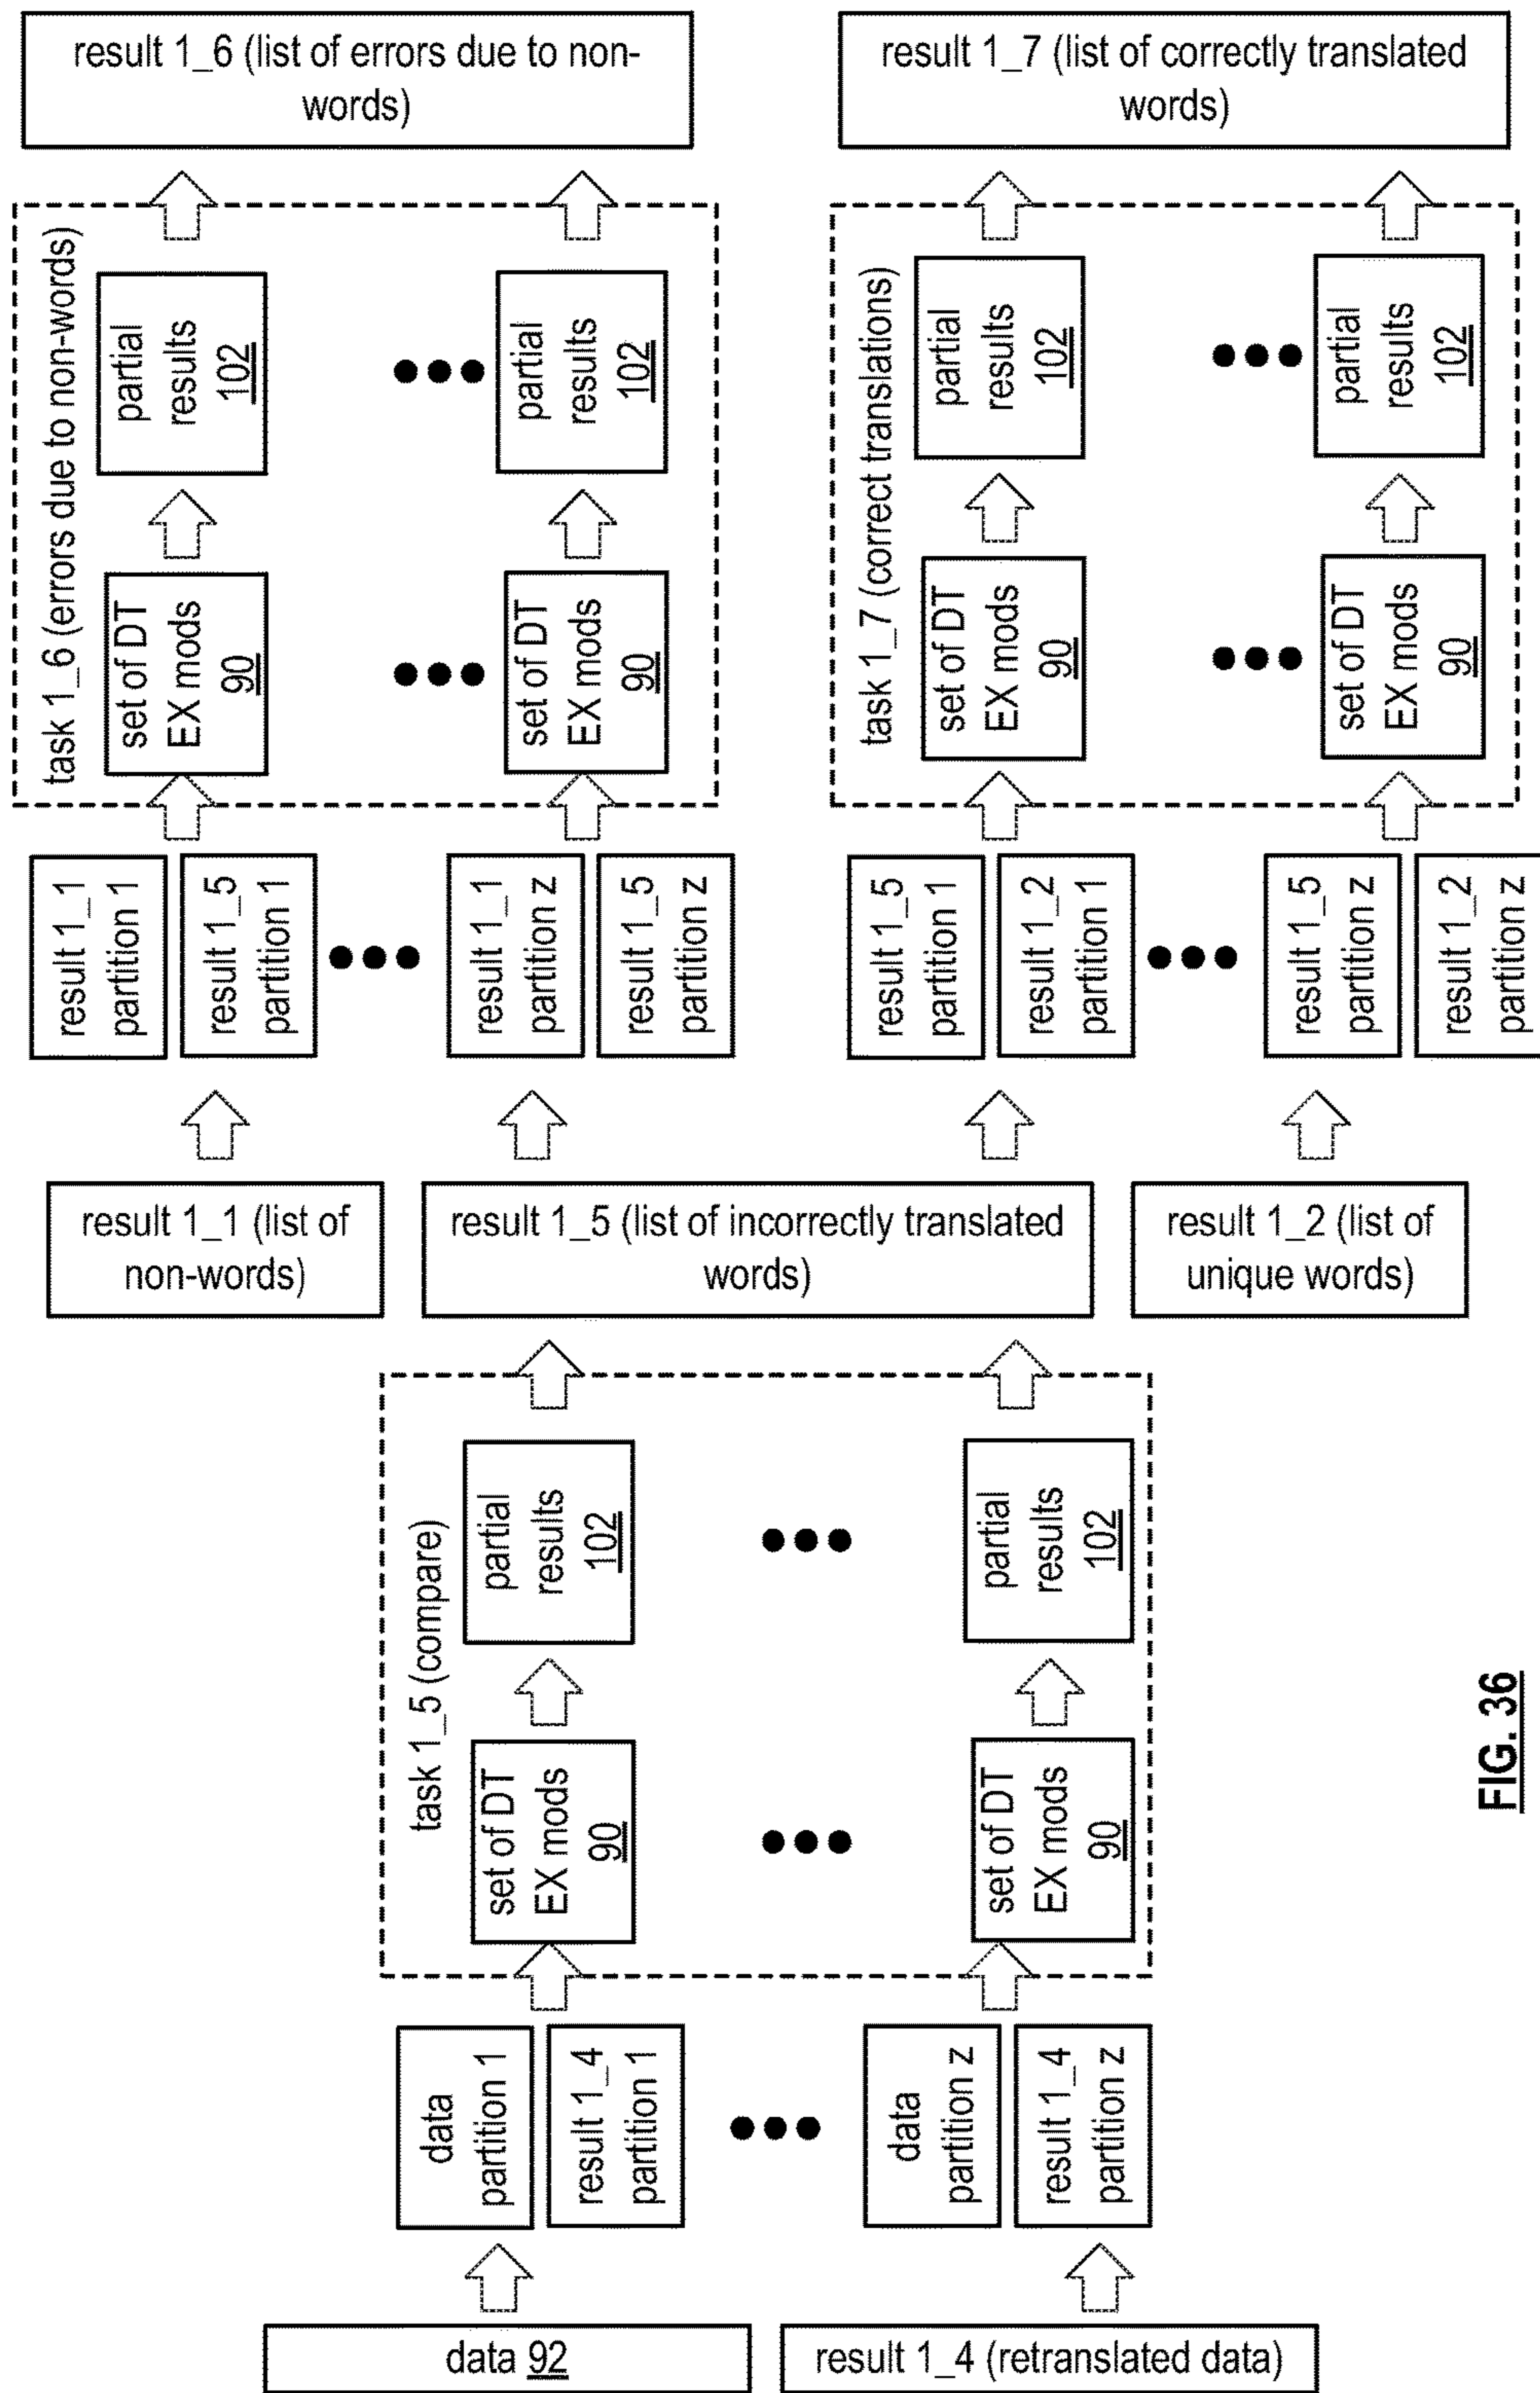 data 92
result 1_4 (retranslated data)
data
partition 1
result 1_4
partition 1
data
partition z
result 1_4
partition z
task 1_5 (compare)
set of DT
EX mods
90
partial
results
102
set of DT
EX mods
90
partial
results
102
result 1_1 (list of
non-words)
result 1_5 (list of incorrectly translated
words)
result 1_2 (list of
unique words)
result 1_1
partition 1
result 1_5
partition 1
result 1_1
partition z
result 1_5
partition z
task 1_6 (errors due to non-words)
set of DT
EX mods
90
partial
results
102
set of DT
EX mods
90
partial
results
102
result 1_6 (list of errors due to non-
words)
result 1_5
partition 1
result 1_2
partition 1
result 1_5
partition z
result 1_2
partition z
task 1_7 (correct translations)
set of DT
EX mods
90
partial
results
102
set of DT
EX mods
90
partial
results
102
result 1_7 (list of correctly translated
words)
FIG. 36